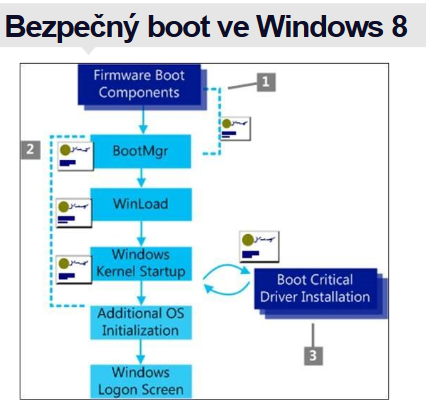 Bezpečný boot ve Windows 8
Firmware Boot
Components
1
2
BootMgr
WinLoad
Windows
Kernel Startup
Boot Critical
Driver Installation
Additional OS
Initialization
3
Windows
Logon Screen